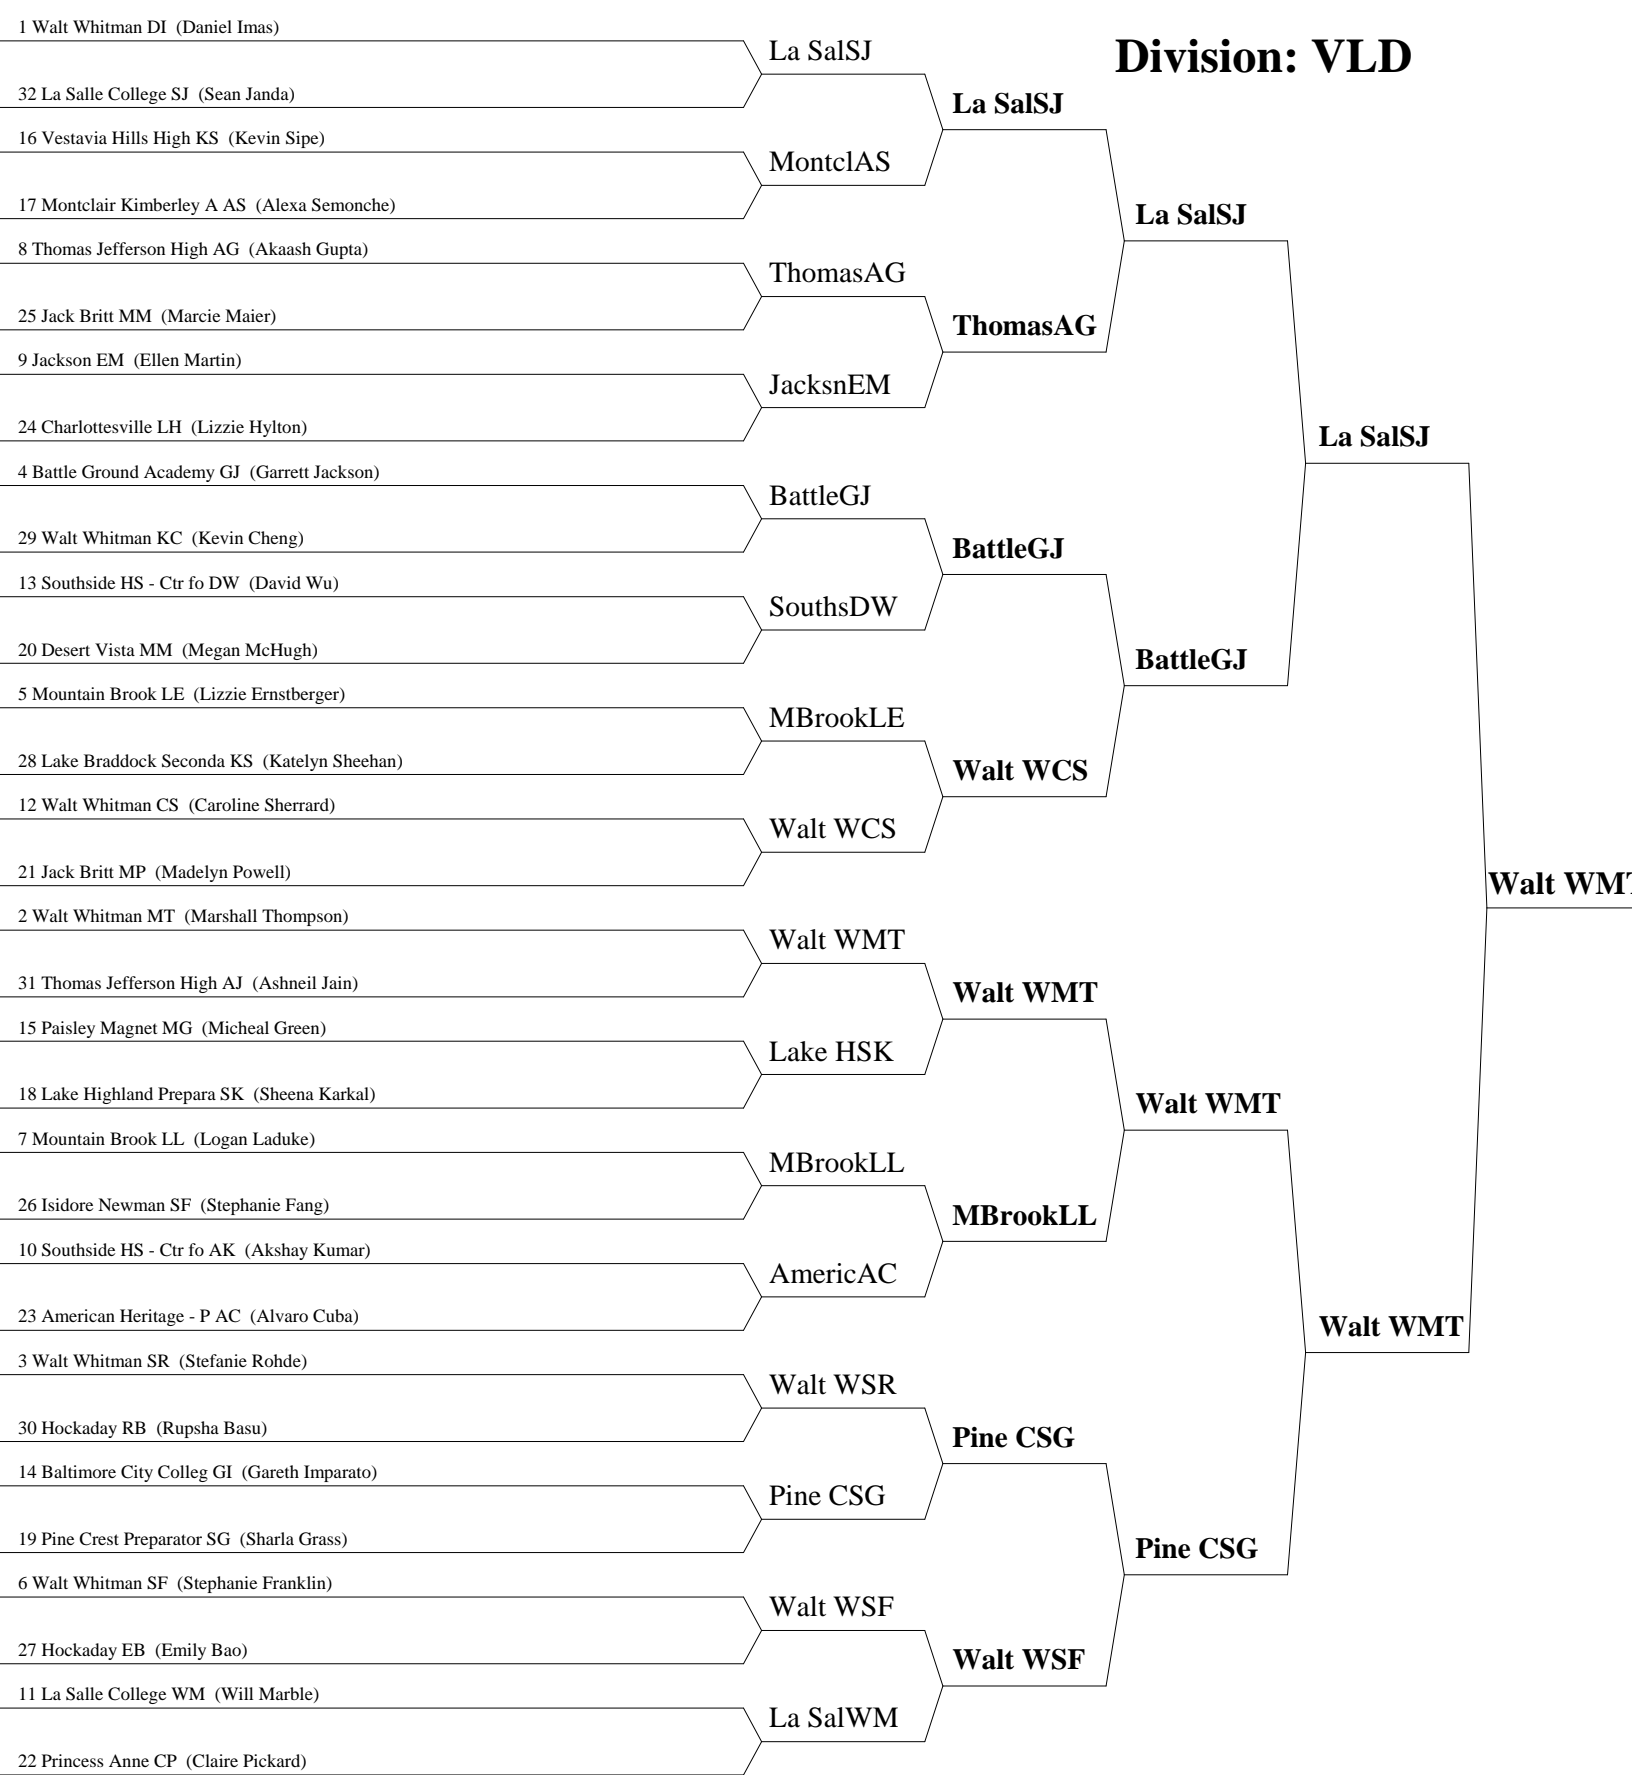 Division: VLD
1 Walt Whitman DI (Daniel Imas)
32 La Salle College SJ (Sean Janda)
16 Vestavia Hills High KS (Kevin Sipe)
17 Montclair Kimberley A AS (Alexa Semonche)
8 Thomas Jefferson High AG (Akaash Gupta)
25 Jack Britt MM (Marcie Maier)
9 Jackson EM (Ellen Martin)
24 Charlottesville LH (Lizzie Hylton)
4 Battle Ground Academy GJ (Garrett Jackson)
29 Walt Whitman KC (Kevin Cheng)
13 Southside HS - Ctr fo DW (David Wu)
20 Desert Vista MM (Megan McHugh)
5 Mountain Brook LE (Lizzie Ernstberger)
28 Lake Braddock Seconda KS (Katelyn Sheehan)
12 Walt Whitman CS (Caroline Sherrard)
21 Jack Britt MP (Madelyn Powell)
2 Walt Whitman MT (Marshall Thompson)
31 Thomas Jefferson High AJ (Ashneil Jain)
15 Paisley Magnet MG (Micheal Green)
18 Lake Highland Prepara SK (Sheena Karkal)
7 Mountain Brook LL (Logan Laduke)
26 Isidore Newman SF (Stephanie Fang)
10 Southside HS - Ctr fo AK (Akshay Kumar)
23 American Heritage - P AC (Alvaro Cuba)
3 Walt Whitman SR (Stefanie Rohde)
30 Hockaday RB (Rupsha Basu)
14 Baltimore City Colleg GI (Gareth Imparato)
19 Pine Crest Preparator SG (Sharla Grass)
6 Walt Whitman SF (Stephanie Franklin)
27 Hockaday EB (Emily Bao)
11 La Salle College WM (Will Marble)
22 Princess Anne CP (Claire Pickard)
La SalSJ
MontclAS
ThomasAG
JacksnEM
BattleGJ
SouthsDW
MBrookLE
Walt WCS
Walt WMT
Lake HSK
MBrookLL
AmericAC
Walt WSR
Pine CSG
Walt WSF
La SalWM
La SalSJ
ThomasAG
BattleGJ
Walt WCS
Walt WMT
MBrookLL
Pine CSG
Walt WSF
La SalSJ
BattleGJ
Walt WMT
Pine CSG
La SalSJ
Walt WMT
Walt WMT